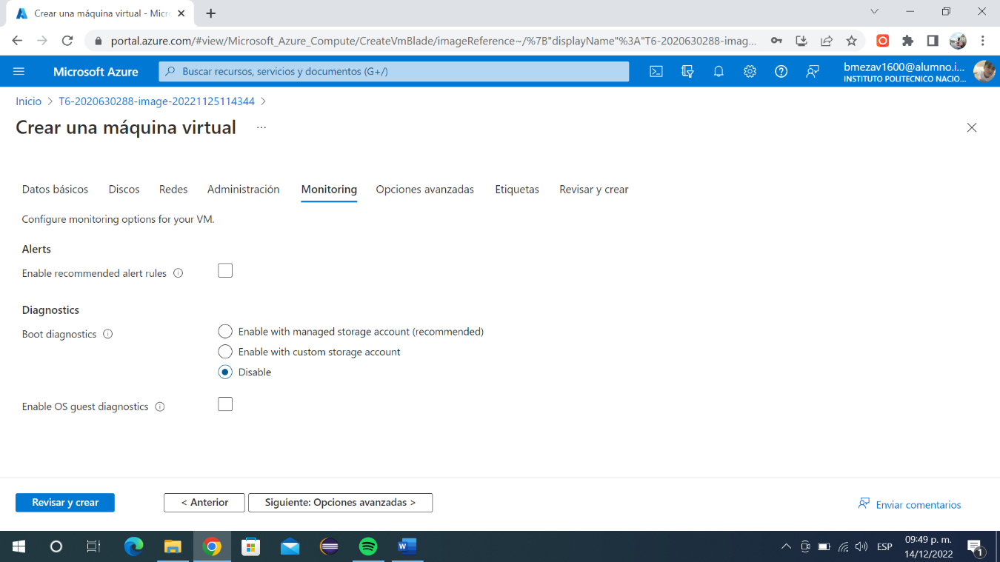 Crear una máquina virtual - Micr
portal.azure.com/#view/Microsoft_Azure_Compute/CreateVmBlade/imageReference~/%7B"displayName"%3A"T6-2020630288-imag...
Microsoft Azure
Buscar recursos, servicios y documentos (G+/)
bmezav1600@alumno.i...
INSTITUTO POLITECNICO NACIO...
Inicio > T6-2020630288-image-20221125114344 >
Crear una máquina virtual ...
Datos básicos Discos Redes Administración Monitoring Opciones avanzadas Etiquetas Revisar y crear
Configure monitoring options for your VM.
Alerts
Enable recommended alert rules
Diagnostics
Boot diagnostics
Enable with managed storage account (recommended)
Enable with custom storage account
Disable
Enable OS guest diagnostics
Revisar y crear < Anterior Siguiente: Opciones avanzadas > Enviar comentarios
ESP
09:49 p. m.
14/12/2022
1